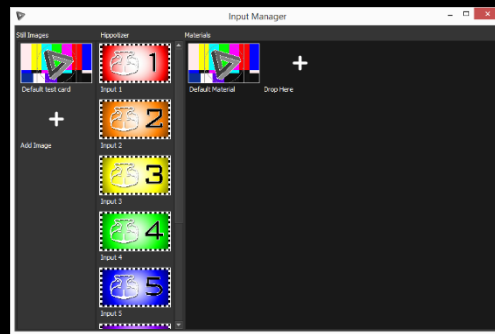 Input Manager
Still Images
Hippotizer
Materials
Default test card
Input 1
Default Material
Drop Here
1
Add Image
Input 2
2
Input 3
3
Input 4
4
Input 5
5